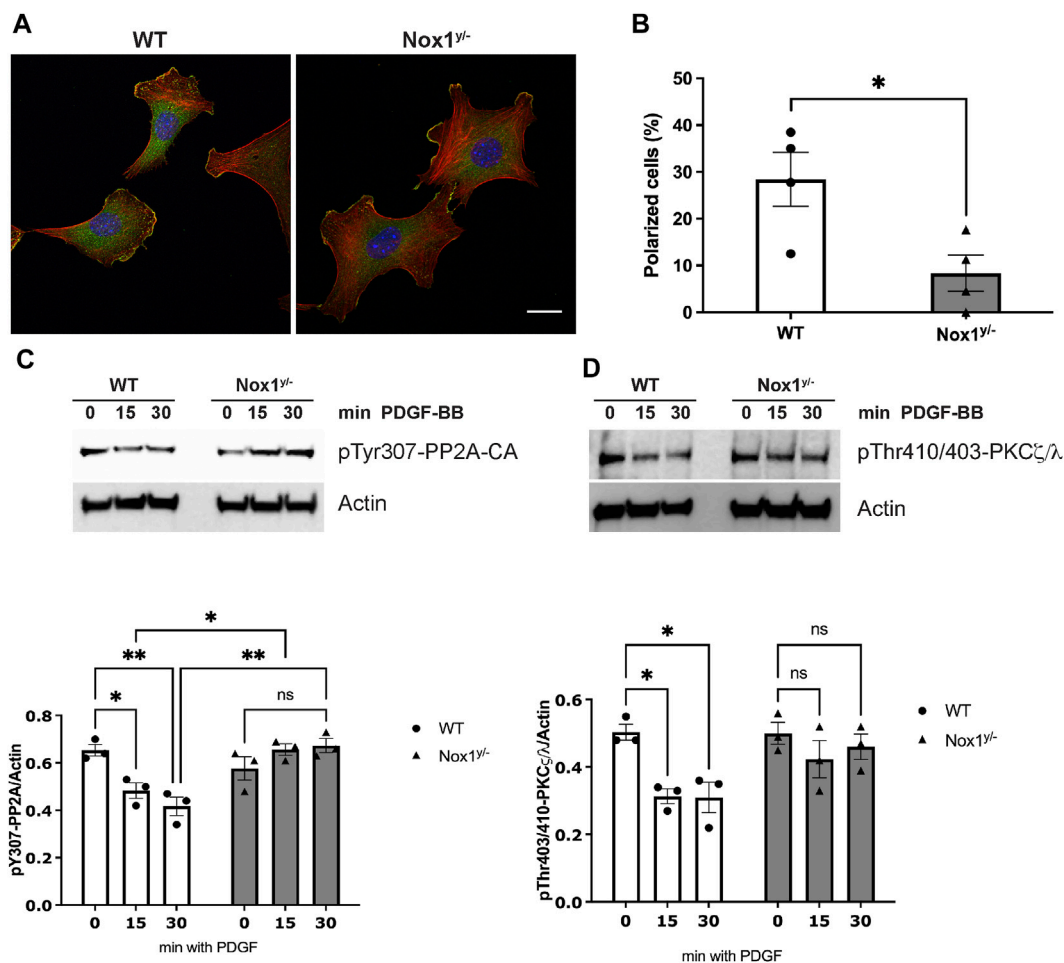 A
WT
Nox1y/-
B
Polarized cells (%)
50
40
30
20
10
0
*
WT
Nox1y/-
C
WT
Nox1y/-
0 15 30
0 15 30
min PDGF-BB
pTyr307-PP2A-CA
Actin
D
WT
Nox1y/-
0 15 30
0 15 30
min PDGF-BB
pThr410/403-PKCζ/λ
Actin
pY307-PP2A/Actin
0.8
0.6
0.4
0.2
0.0
*
**
**
*
ns
0 15 30 0 15 30
min with PDGF
WT
Nox1y/-
pThr403/410-PKCζ/λ/Actin
0.6
0.4
0.2
0.0
*
*
ns
ns
0 15 30 0 15 30
min with PDGF
WT
Nox1y/-